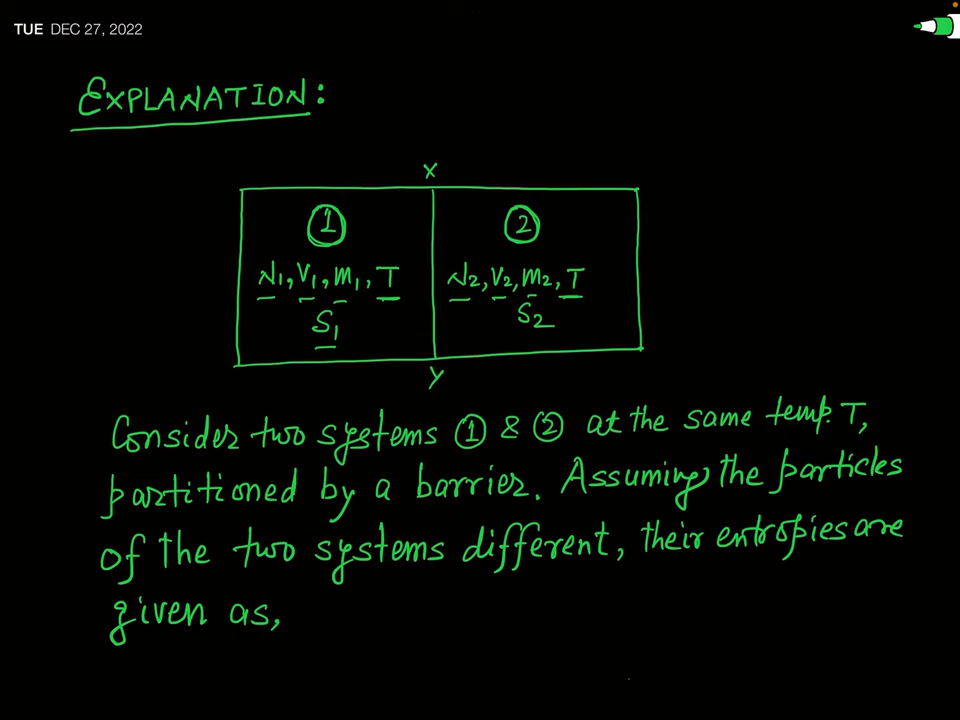 TUE DEC 27, 2022
EXPLANATION:
X
1 2
N1, V1, m1, T N2, V2, m2, T
S1 S2
Y
Consider two systems 1 & 2 at the same temp. T,
partitioned by a barrier. Assuming the particles
of the two systems different, their entropies are
given as,